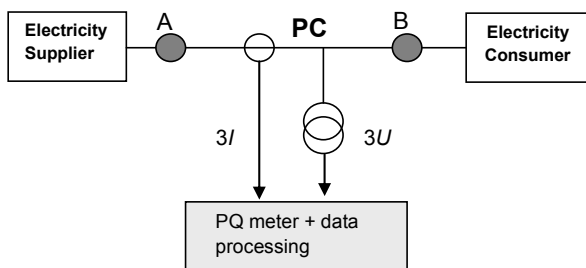 A
PC
B
Electricity
Supplier
Electricity
Consumer
3I
3U
PQ meter + data
processing